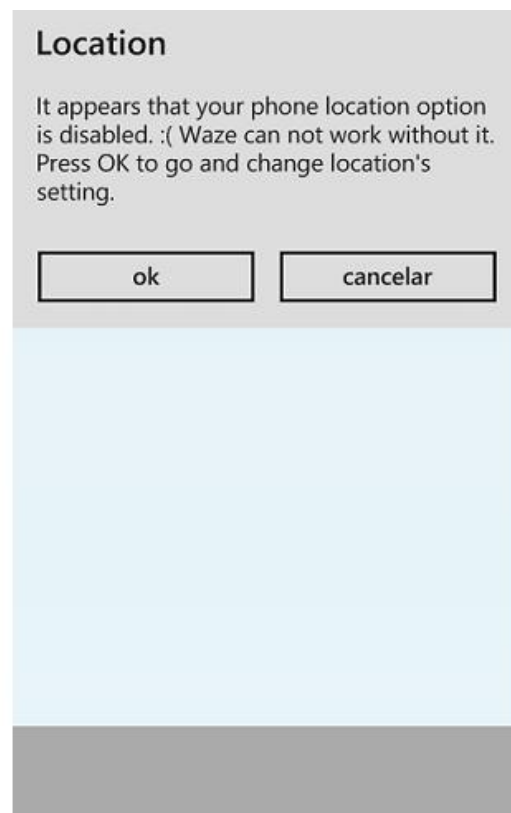 Location
It appears that your phone location option
is disabled. :( Waze can not work without it.
Press OK to go and change location's
setting.
ok
cancelar